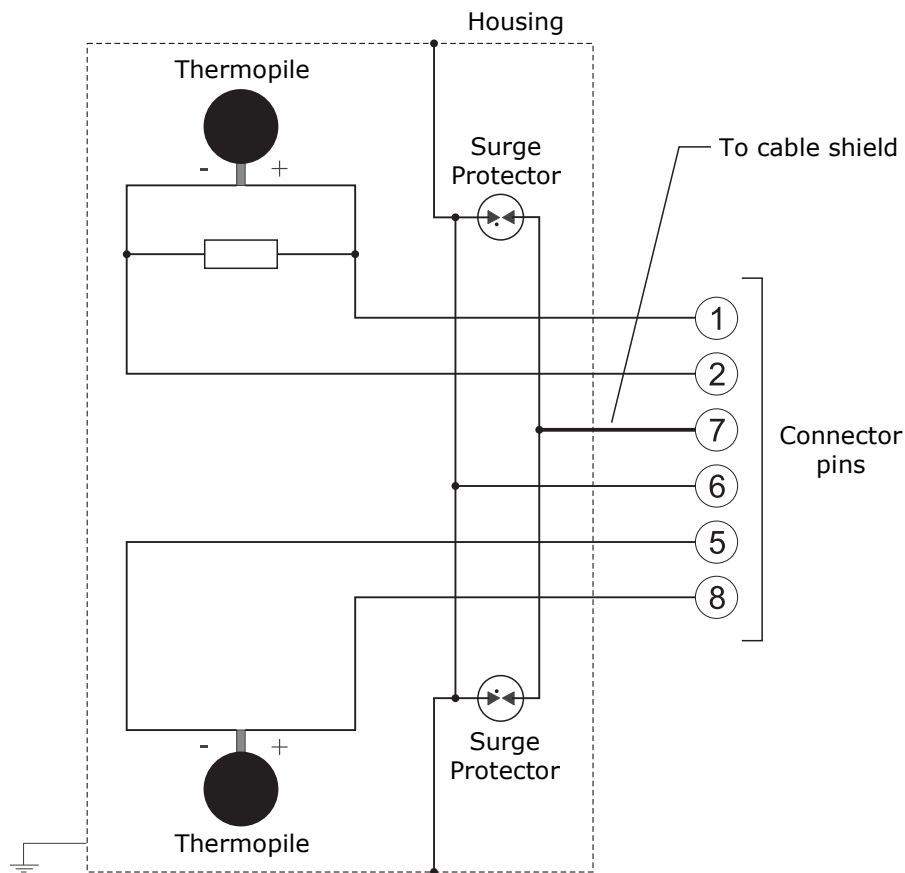 Housing
Thermopile
- +
Surge
Protector
To cable shield
1
2
7
6
5
8
Connector
pins
- +
Surge
Protector
Thermopile